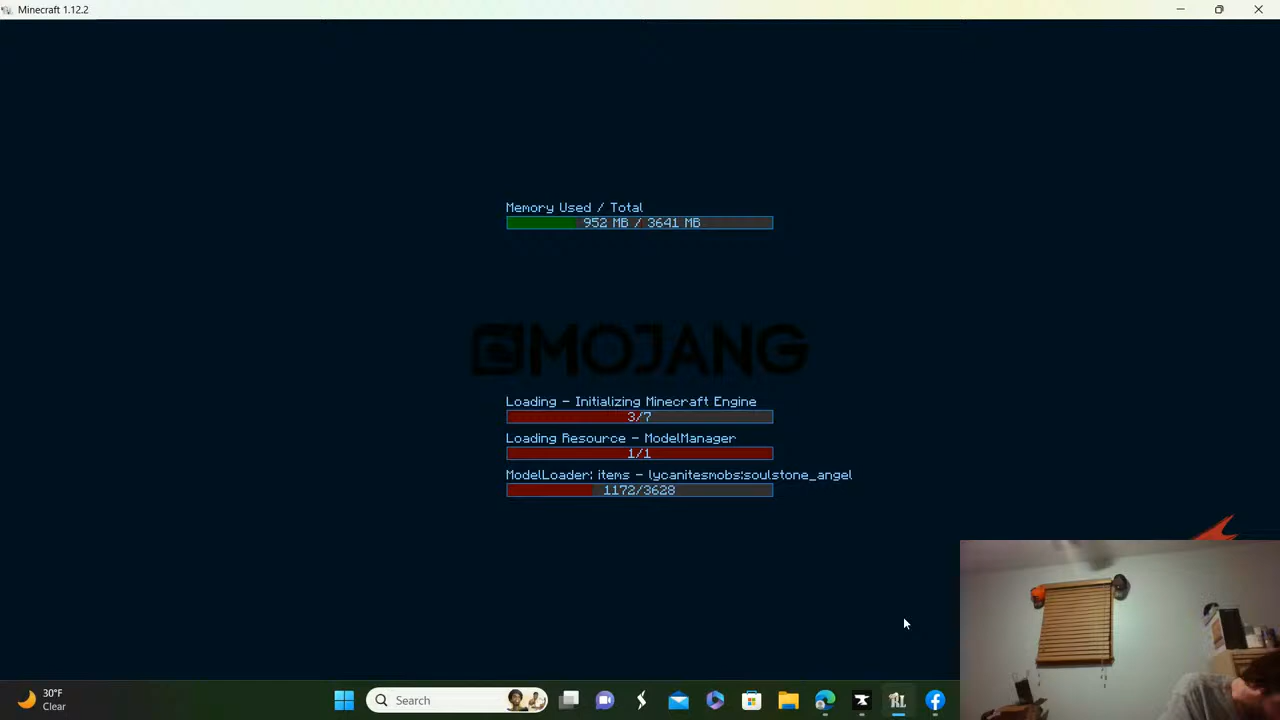 Minecraft 1.12.2
Memory Used / Total
952 MB / 3641 MB
MOJANG
Loading - Initializing Minecraft Engine
3/7
Loading Resource - ModelManager
1/1
ModelLoader: items - lycanitesmobs:soulstone_angel
1172/3628
30°F
Clear
Search
RL